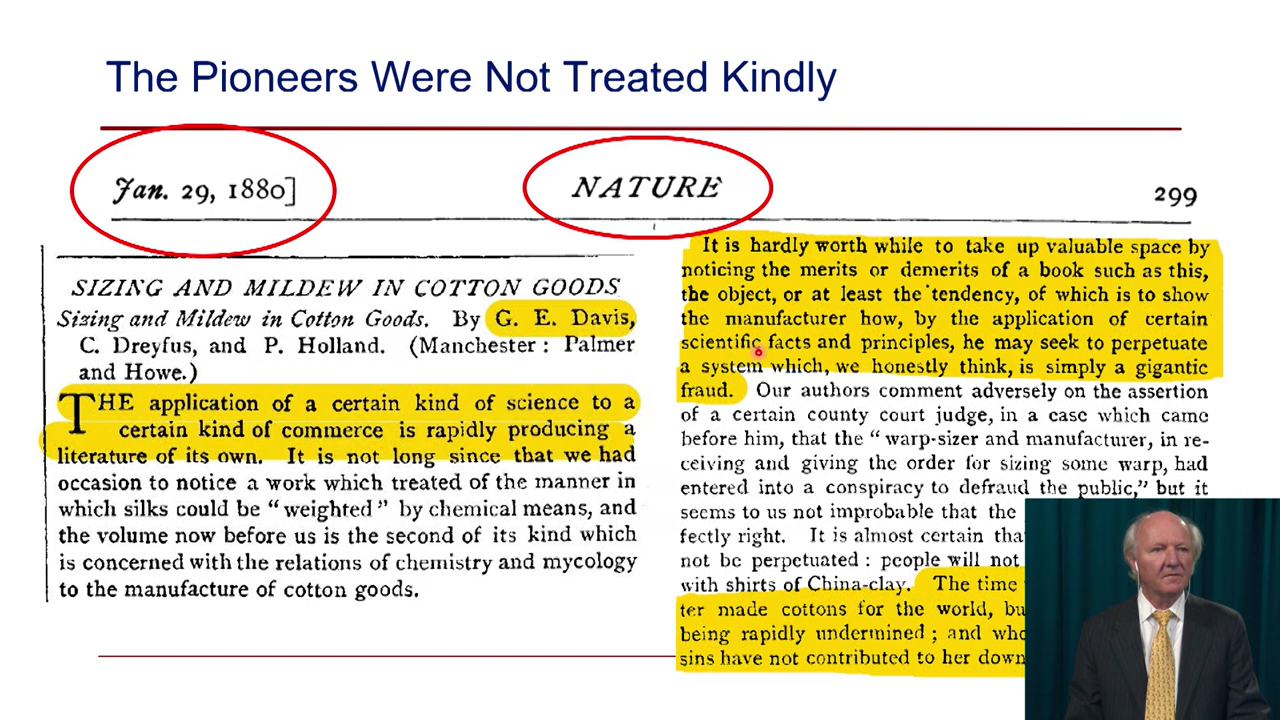 The Pioneers Were Not Treated Kindly
Jan. 29, 1880]
NATURE
299
SIZING AND MILDEW IN COTTON GOODS
Sizing and Mildew in Cotton Goods. By G. E. Davis,
C. Dreyfus, and P. Holland. (Manchester: Palmer
and Howe.)
THE application of a certain kind of science to a
certain kind of commerce is rapidly producing a
literature of its own. It is not long since that we had
occasion to notice a work which treated of the manner in
which silks could be “weighted” by chemical means, and
the volume now before us is the second of its kind which
is concerned with the relations of chemistry and mycology
to the manufacture of cotton goods.
It is hardly worth while to take up valuable space by
noticing the merits or demerits of a book such as this,
the object, or at least the tendency, of which is to show
the manufacturer how, by the application of certain
scientific facts and principles, he may seek to perpetuate
a system which, we honestly think, is simply a gigantic
fraud. Our authors comment adversely on the assertion
of a certain county court judge, in a case which came
before him, that the “warp-sizer and manufacturer, in re-
ceiving and giving the order for sizing some warp, had
entered into a conspiracy to defraud the public,” but it
seems to us not improbable that the
fectly right. It is almost certain
not be perpetuated: people will not
with shirts of China-clay. The time
ter made cottons for the world,
being rapidly undermined; and
sins have not contributed to her